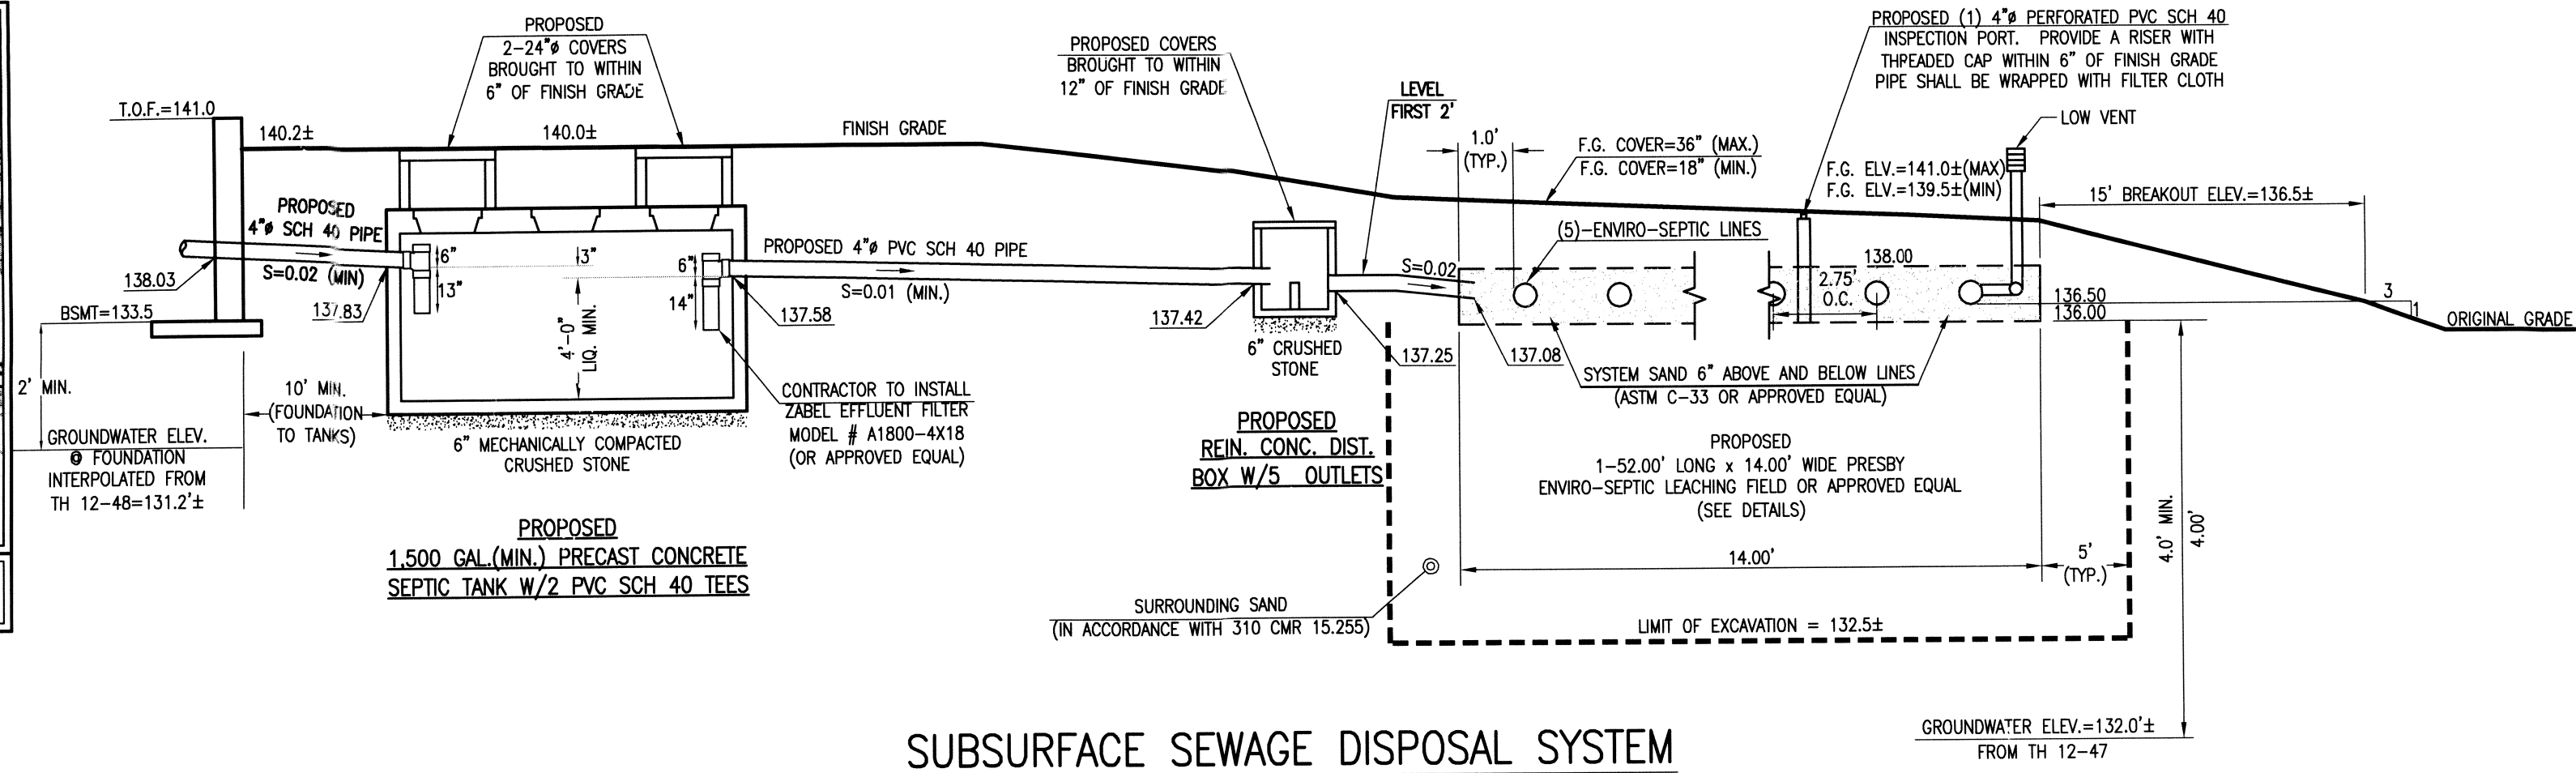 PROPOSED
2-24"ø COVERS
BROUGHT TO WITHIN
6" OF FINISH GRADE
T.O.F.=141.0
140.2±
140.0±
FINISH GRADE
PROPOSED COVERS
BROUGHT TO WITHIN
12" OF FINISH GRADE
LEVEL
FIRST 2'
1.0'
(TYP.)
F.G. COVER=36" (MAX.)
F.G. COVER=18" (MIN.)
PROPOSED (1) 4"ø PERFORATED PVC SCH 40
INSPECTION PORT. PROVIDE A RISER WITH
THREADED CAP WITHIN 6" OF FINISH GRADE
PIPE SHALL BE WRAPPED WITH FILTER CLOTH
LOW VENT
F.G. ELV.=141.0±(MAX)
F.G. ELV.=139.5±(MIN)
15' BREAKOUT ELEV.=136.5±
PROPOSED
4"ø SCH 40 PIPE
S=0.02 (MIN)
138.03
BSMT=133.5
137.83
6"
13"
3"
6"
14"
4'-0"
LIQ. MIN.
PROPOSED 4"ø PVC SCH 40 PIPE
S=0.01 (MIN.)
137.58
137.42
6" CRUSHED
STONE
137.25
S=0.02
137.08
(5)-ENVIRO-SEPTIC LINES
138.00
2.75'
O.C.
136.50
136.00
3
1
ORIGINAL GRADE
SYSTEM SAND 6" ABOVE AND BELOW LINES
(ASTM C-33 OR APPROVED EQUAL)
2' MIN.
10' MIN.
(FOUNDATION
TO TANKS)
GROUNDWATER ELEV.
@ FOUNDATION
INTERPOLATED FROM
TH 12-48=131.2'±
6" MECHANICALLY COMPACTED
CRUSHED STONE
CONTRACTOR TO INSTALL
ZABEL EFFLUENT FILTER
MODEL # A1800-4X18
(OR APPROVED EQUAL)
PROPOSED
REIN. CONC. DIST.
BOX W/5 OUTLETS
PROPOSED
1-52.00' LONG x 14.00' WIDE PRESBY
ENVIRO-SEPTIC LEACHING FIELD OR APPROVED EQUAL
(SEE DETAILS)
PROPOSED
1,500 GAL.(MIN.) PRECAST CONCRETE
SEPTIC TANK W/2 PVC SCH 40 TEES
14.00'
5'
(TYP.)
4.0' MIN.
4.00'
SURROUNDING SAND
(IN ACCORDANCE WITH 310 CMR 15.255)
LIMIT OF EXCAVATION = 132.5±
GROUNDWATER ELEV.=132.0'±
FROM TH 12-47
SUBSURFACE SEWAGE DISPOSAL SYSTEM